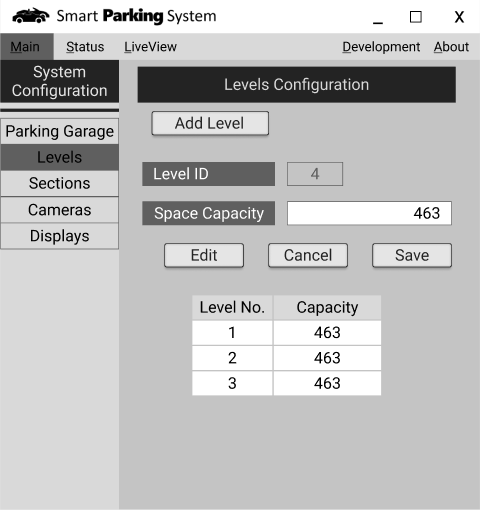 Smart Parking System
_ □ X
Main Status LiveView Development About
System
Configuration
Parking Garage
Levels
Sections
Cameras
Displays
Levels Configuration
Add Level
Level ID 4
Space Capacity 463
Edit Cancel Save
Level No. Capacity
1 463
2 463
3 463